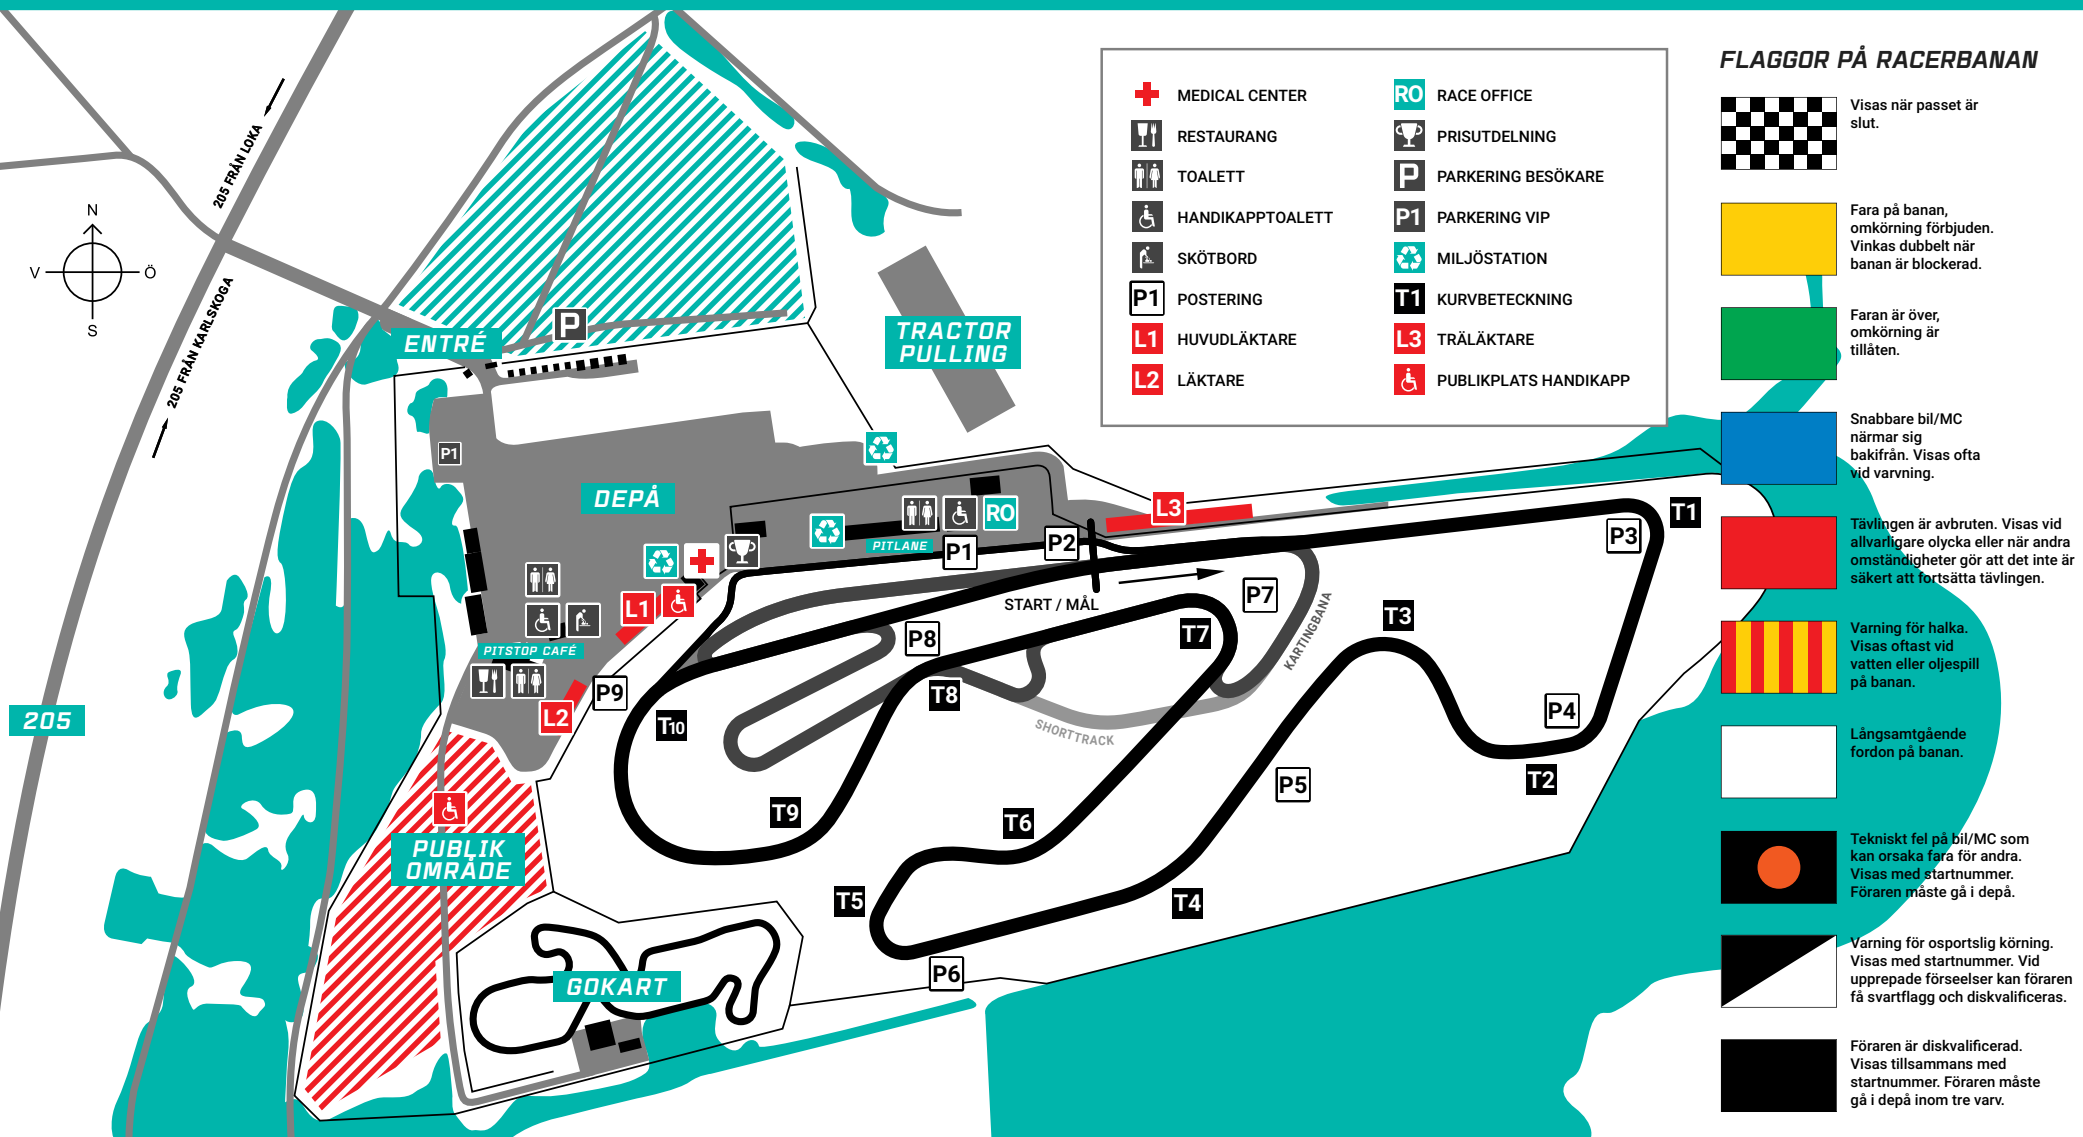 205 FRÅN LOKA
205 FRÅN KARLSKOGA
N
V
Ö
S
ENTRÉ
P
TRACTOR
PULLING
MEDICAL CENTER
RESTAURANG
TOALETT
HANDIKAPPTOALETT
SKÖTBORD
P1 POSTERING
L1 HUVUDLÄKTARE
L2 LÄKTARE
RO RACE OFFICE
PRISUTDELNING
P PARKERING BESÖKARE
P1 PARKERING VIP
MILJÖSTATION
T1 KURVBETECKNING
L3 TRÄLÄKTARE
PUBLIKPLATS HANDIKAPP
P1
DEPÅ
RO
L3
PITLANE
P1
P2
P3
T1
START / MÅL
L1
P7
T7
T3
KARTINGBANA
P8
PITSTOP CAFÉ
P9
T8
L2
T10
SHORTTRACK
P4
T2
P5
205
T9
T6
PUBLIK
OMRÅDE
T5
T4
P6
GOKART
FLAGGOR PÅ RACERBANAN
Visas när passet är
slut.
Fara på banan,
omkörning förbjuden.
Vinkas dubbelt när
banan är blockerad.
Faran är över,
omkörning är
tillåten.
Snabbare bil/MC
närmar sig
bakifrån. Visas ofta
vid varvning.
Tävlingen är avbruten. Visas vid
allvarligare olycka eller när andra
omständigheter gör att det inte är
säkert att fortsätta tävlingen.
Varning för halka.
Visas oftast vid
vatten eller oljespill
på banan.
Långsamtgående
fordon på banan.
Tekniskt fel på bil/MC som
kan orsaka fara för andra.
Visas med startnummer.
Föraren måste gå i depå.
Varning för osportslig körning.
Visas med startnummer. Vid
upprepade förseelser kan föraren
få svartflagg och diskvalificeras.
Föraren är diskvalificerad.
Visas tillsammans med
startnummer. Föraren måste
gå i depå inom tre varv.